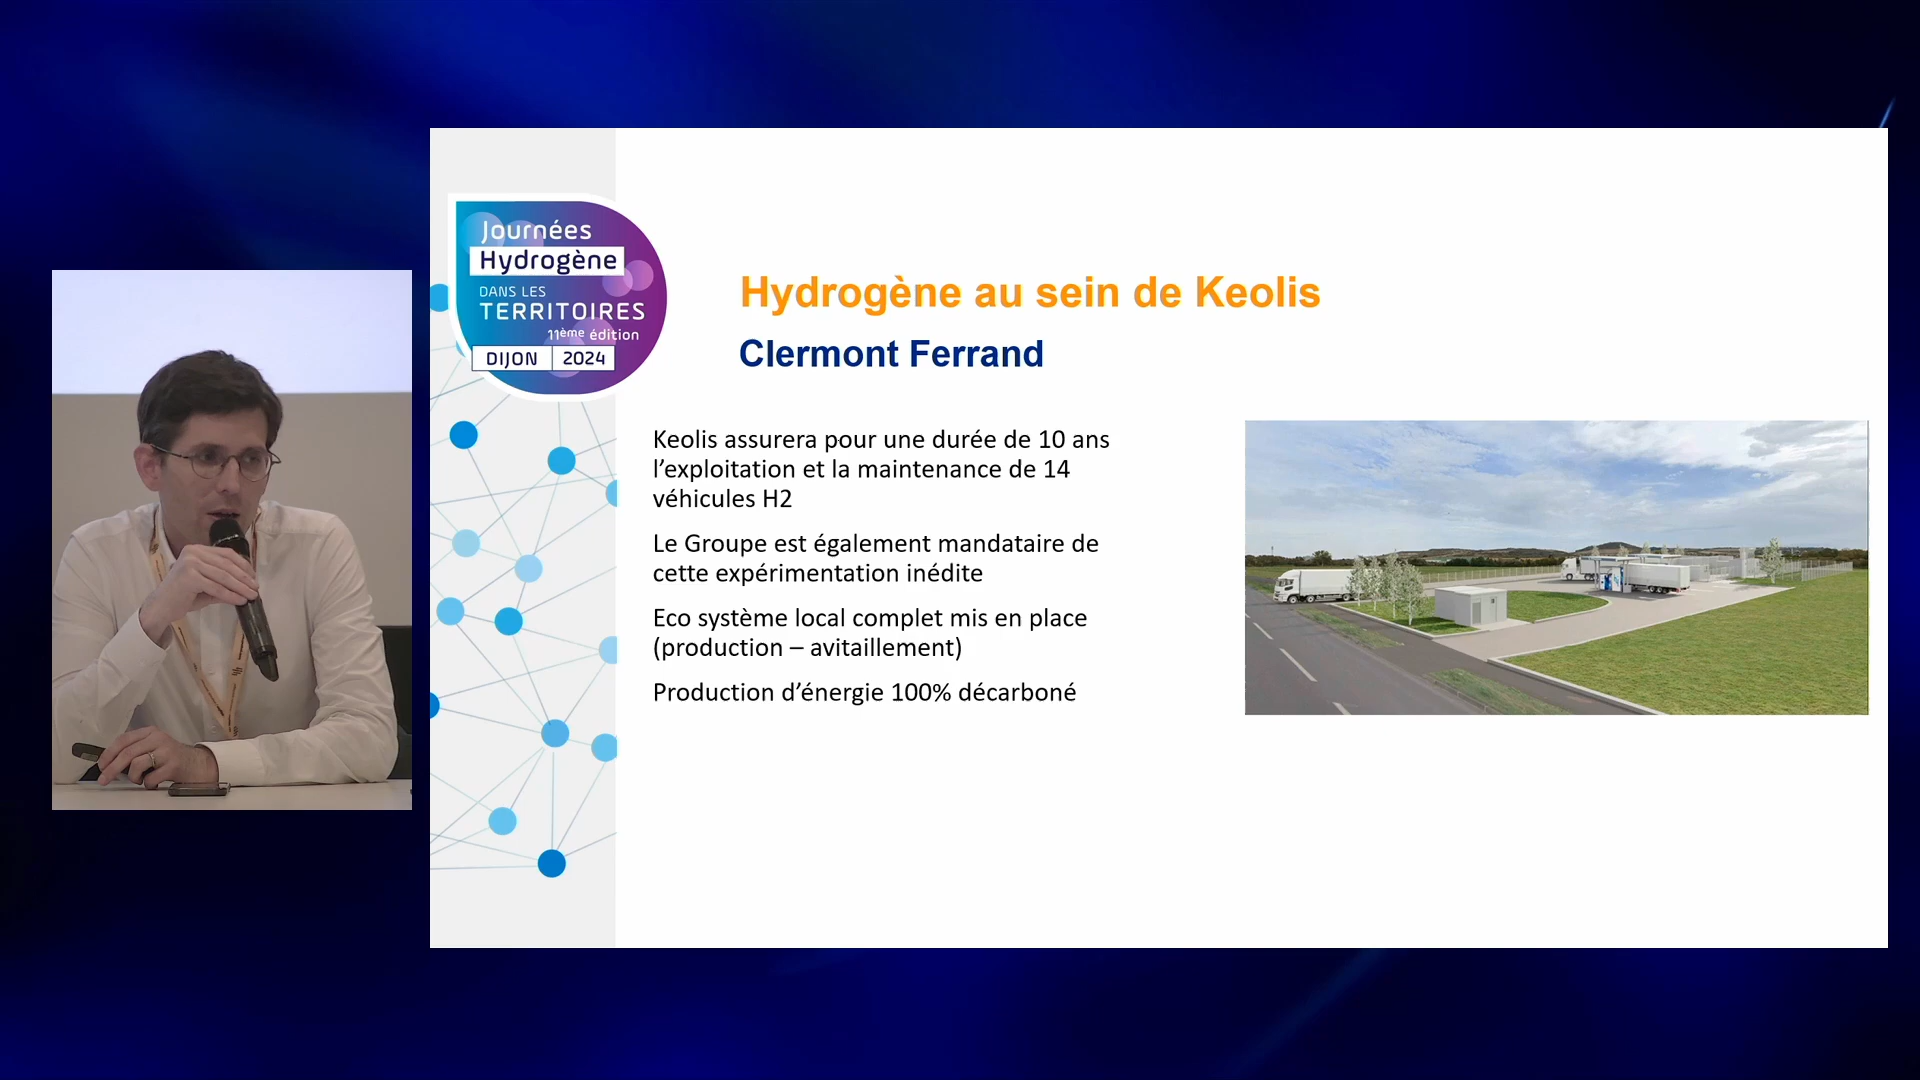 Journées
Hydrogène
DANS LES
TERRITOIRES
11ème édition
DIJON 2024
Hydrogène au sein de Keolis
Clermont Ferrand
Keolis assurera pour une durée de 10 ans
l’exploitation et la maintenance de 14
véhicules H2
Le Groupe est également mandataire de
cette expérimentation inédite
Eco système local complet mis en place
(production – avitaillement)
Production d’énergie 100% décarboné